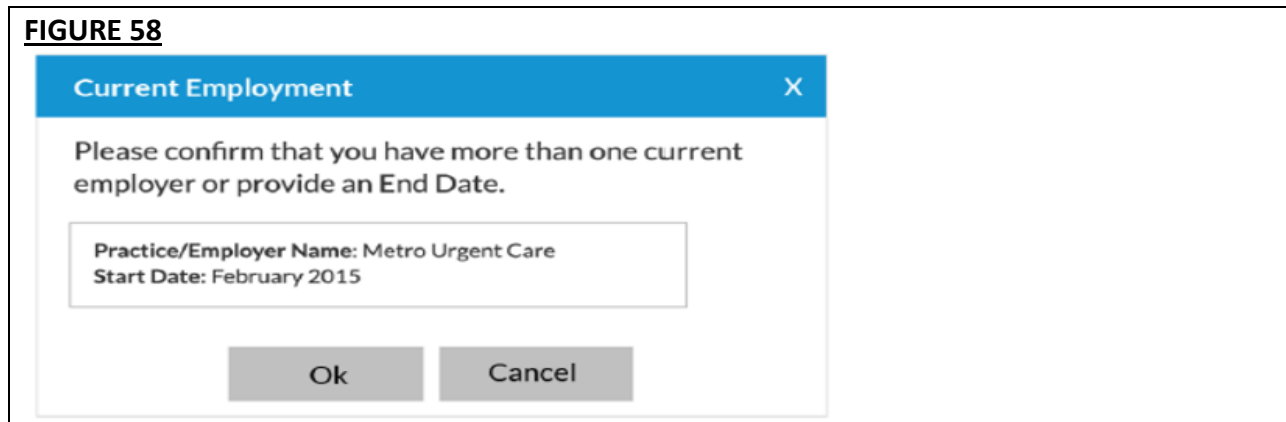 FIGURE 58
Current Employment X
Please confirm that you have more than one current
employer or provide an End Date.
Practice/Employer Name: Metro Urgent Care
Start Date: February 2015
Ok Cancel